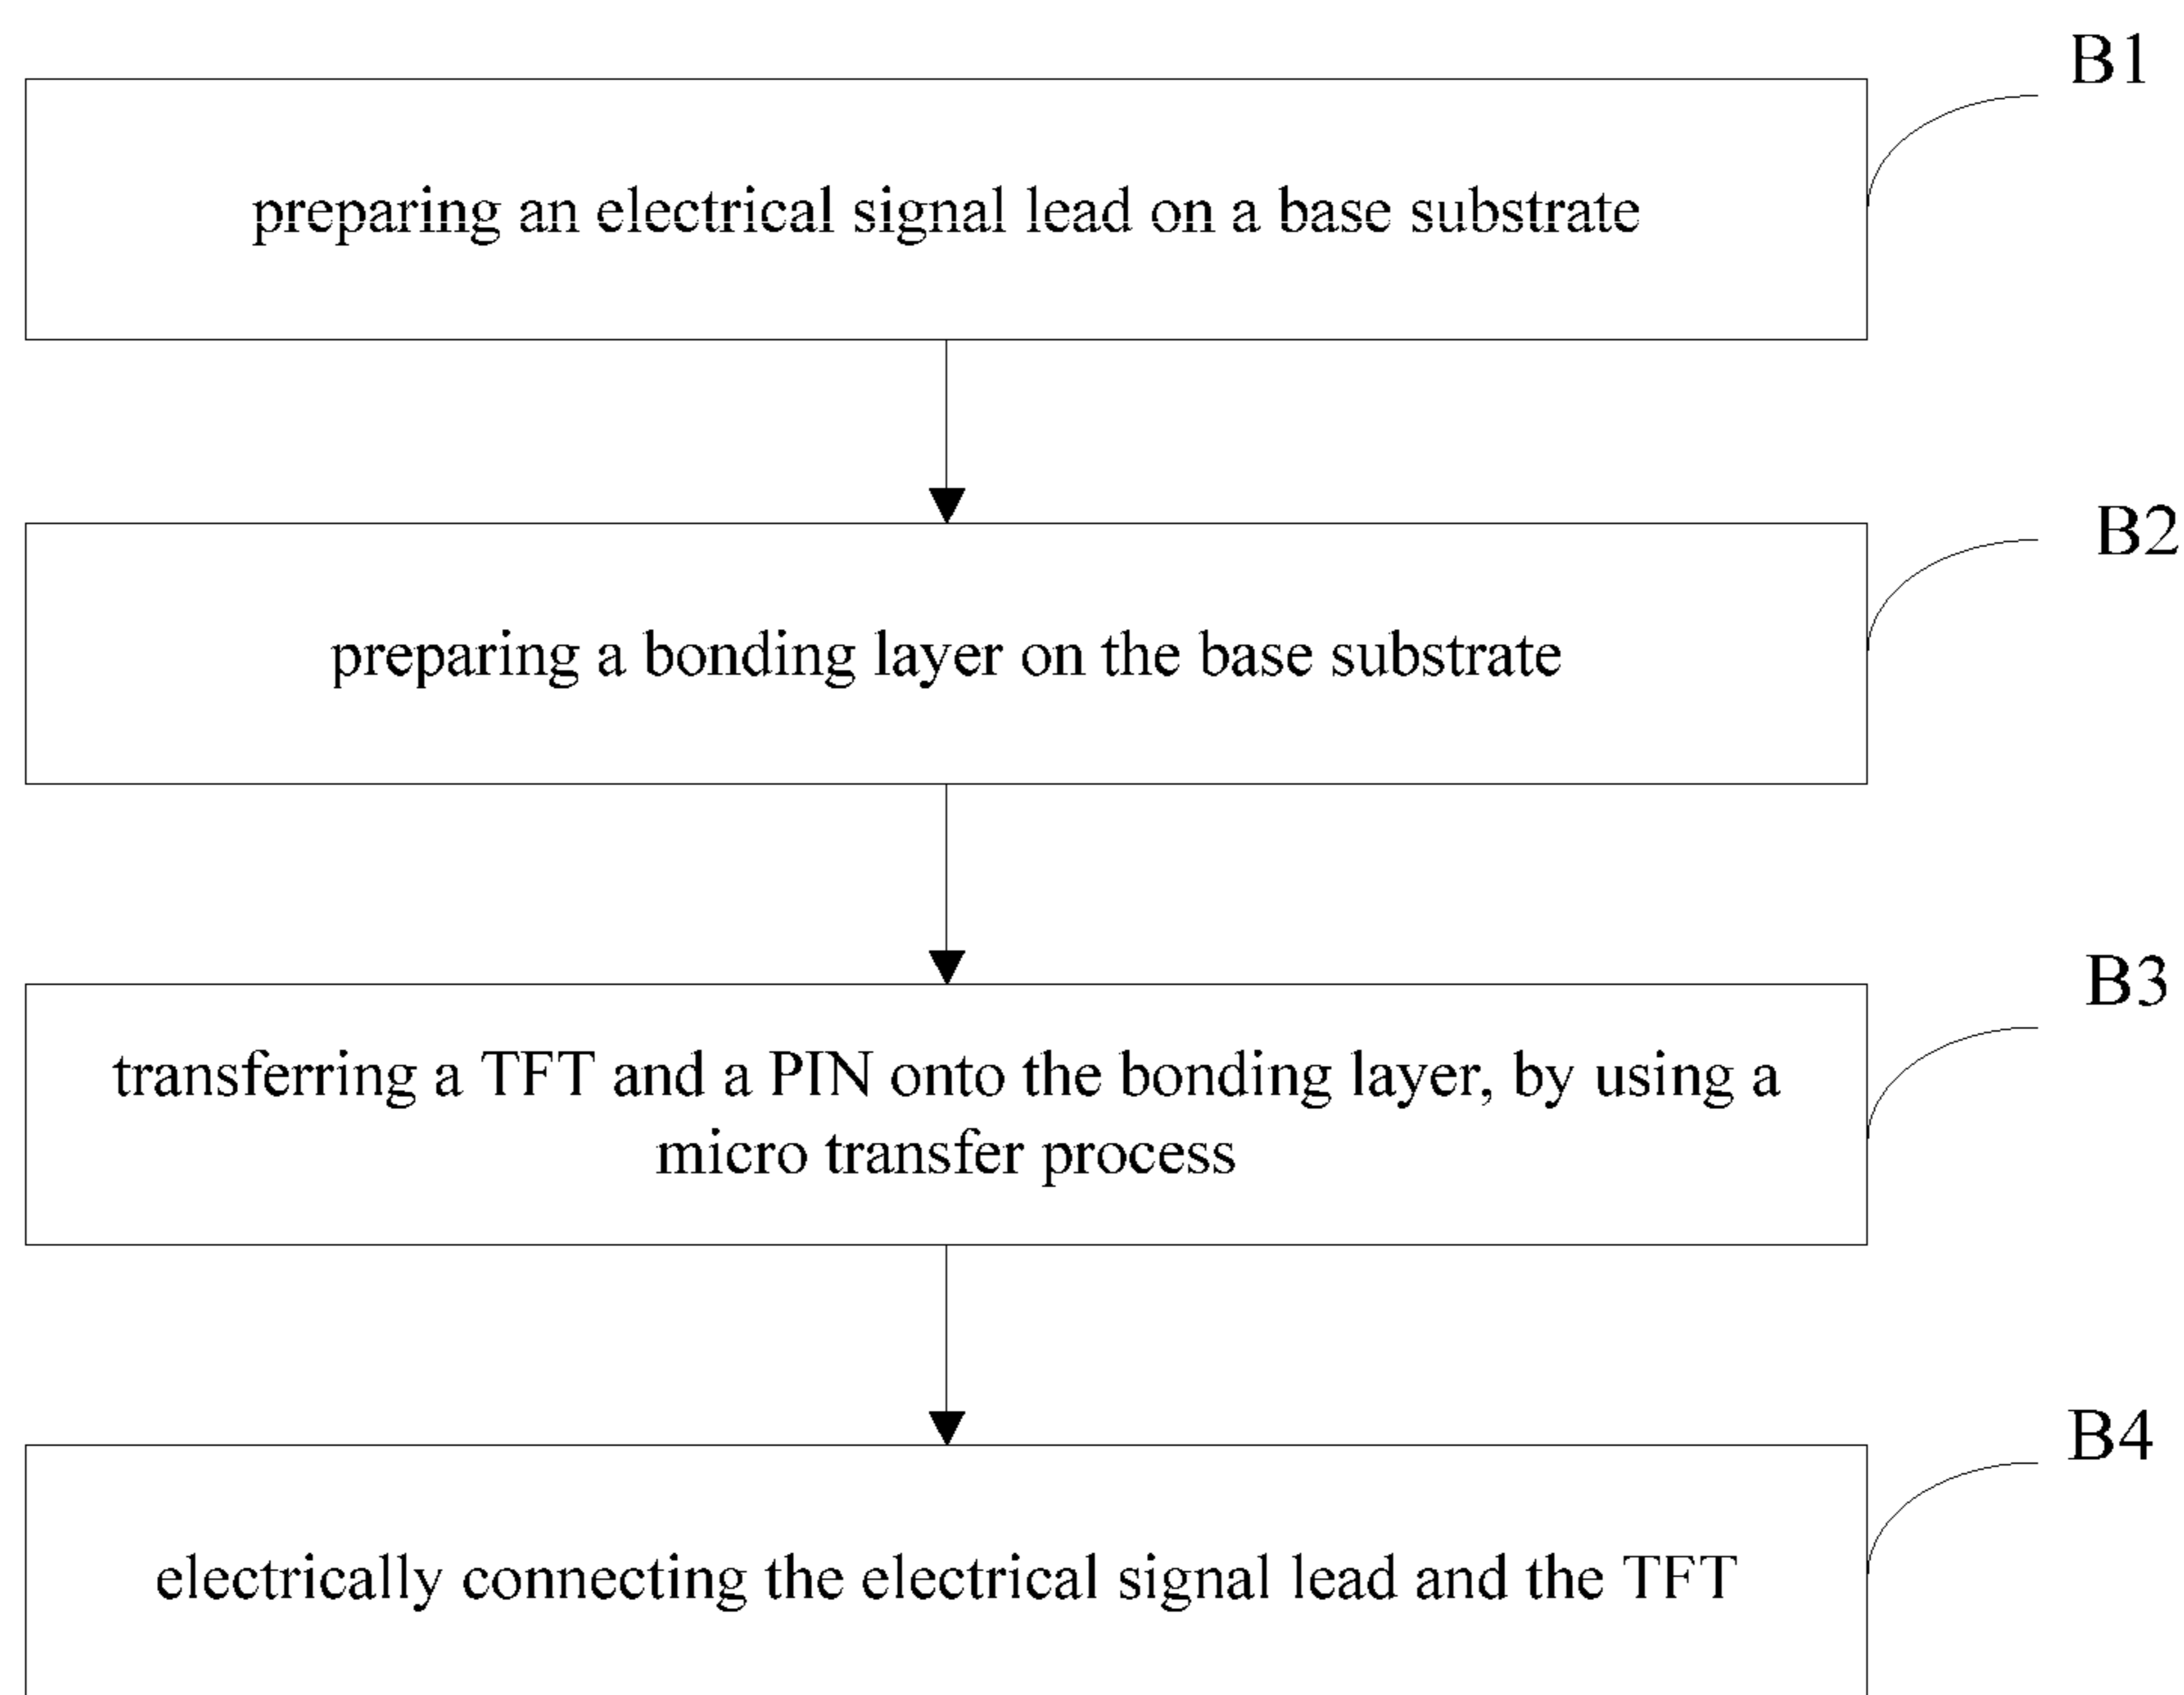 B1
preparing an electrical signal lead on a base substrate
B2
preparing a bonding layer on the base substrate
B3
transferring a TFT and a PIN onto the bonding layer, by using a
micro transfer process
B4
electrically connecting the electrical signal lead and the TFT